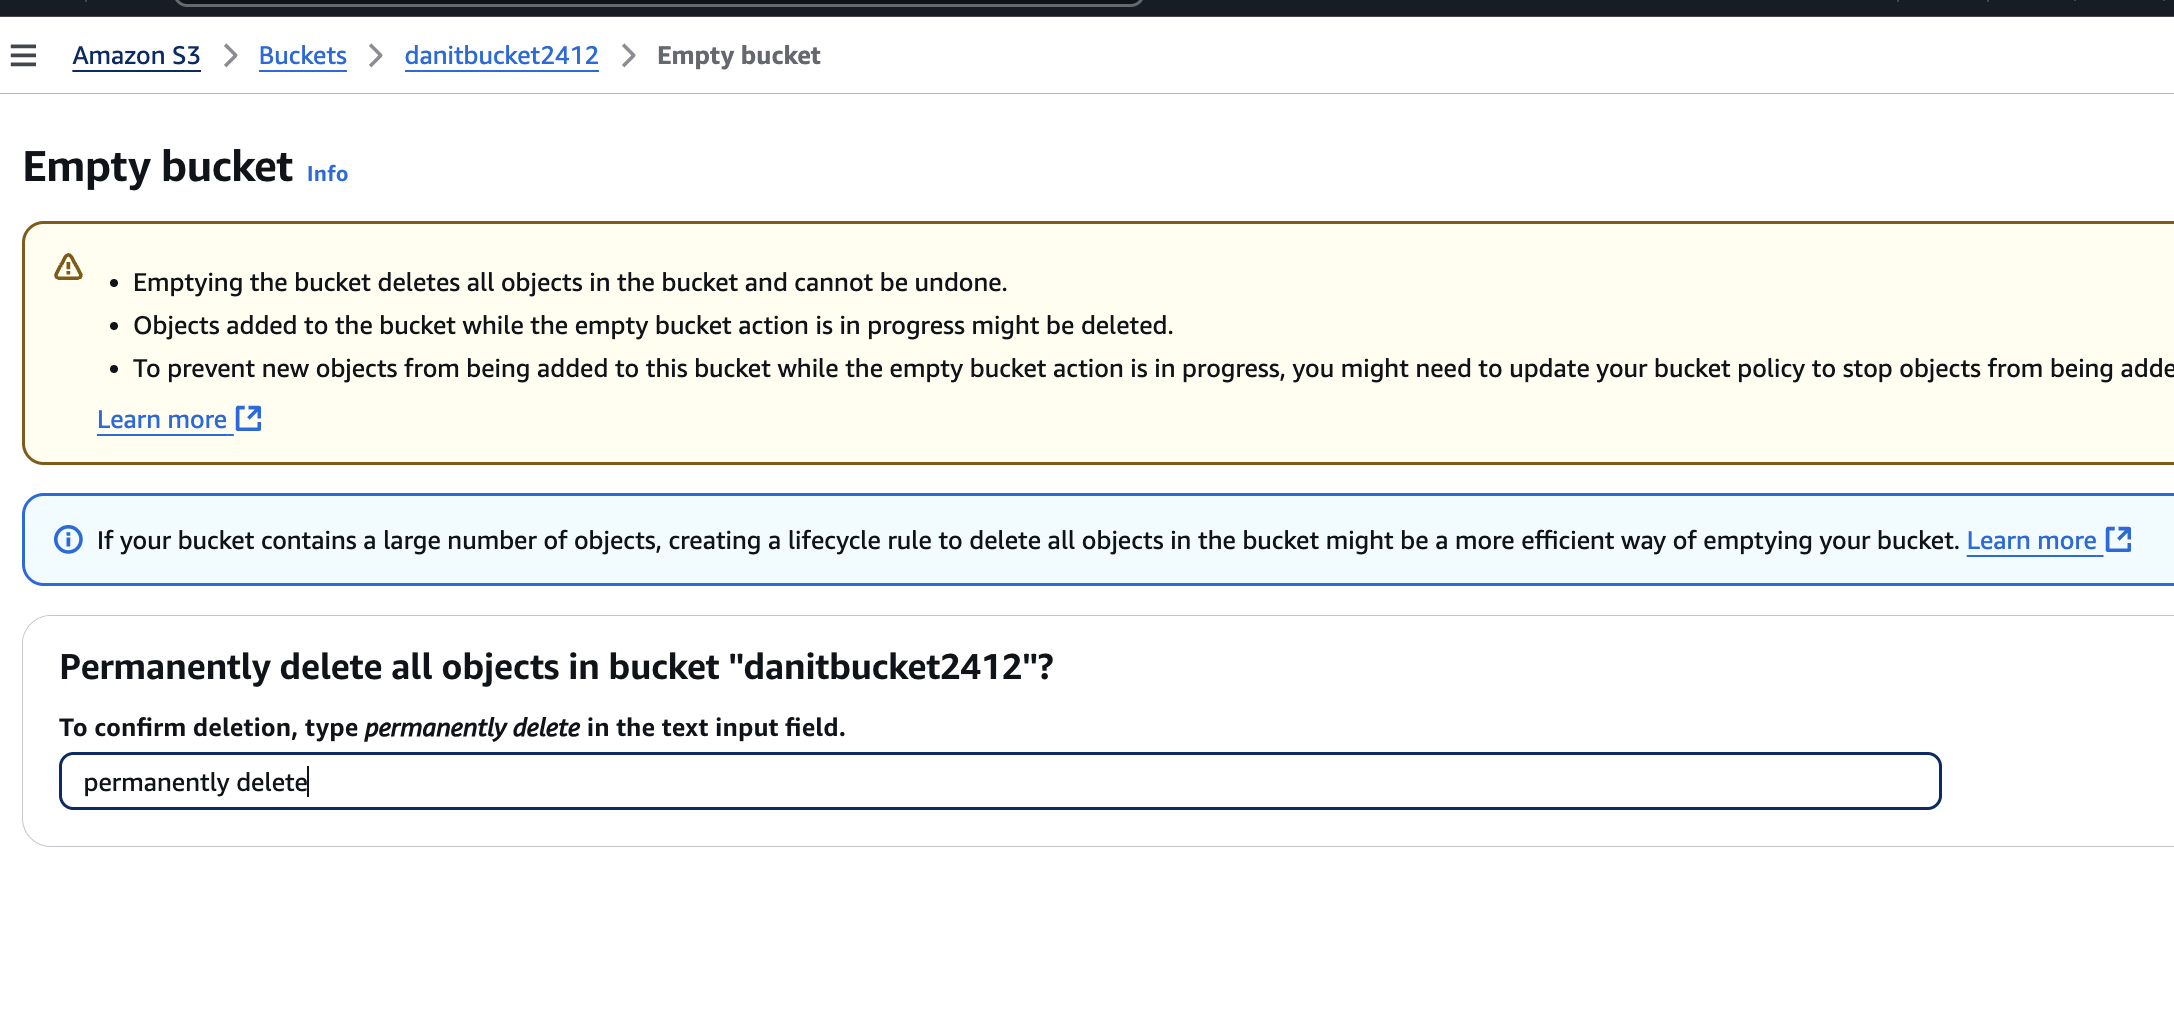 Amazon S3 > Buckets > danitbucket2412 > Empty bucket
Empty bucket Info
• Emptying the bucket deletes all objects in the bucket and cannot be undone.
• Objects added to the bucket while the empty bucket action is in progress might be deleted.
• To prevent new objects from being added to this bucket while the empty bucket action is in progress, you might need to update your bucket policy to stop objects from being adde
Learn more
If your bucket contains a large number of objects, creating a lifecycle rule to delete all objects in the bucket might be a more efficient way of emptying your bucket. Learn more
Permanently delete all objects in bucket "danitbucket2412"?
To confirm deletion, type permanently delete in the text input field.
permanently delete